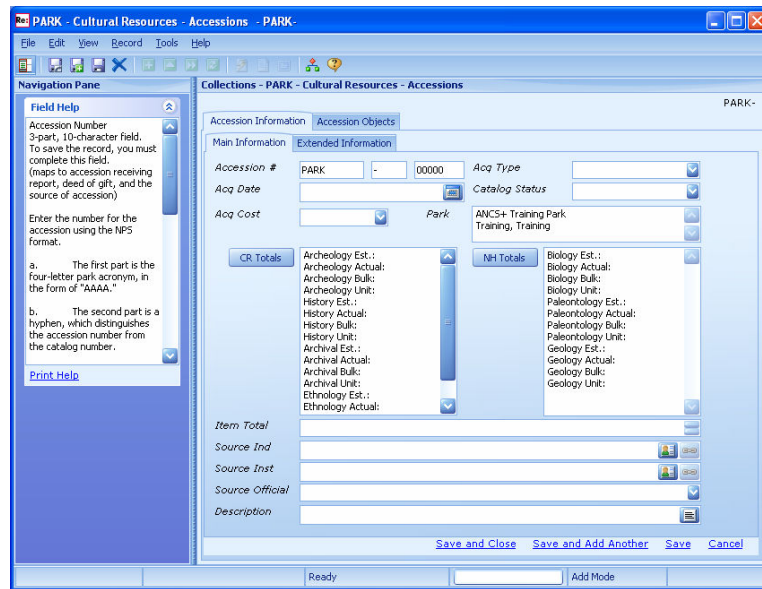 Re: PARK - Cultural Resources - Accessions - PARK-
File Edit View Record Tools Help
Navigation Pane
Collections - PARK - Cultural Resources - Accessions
PARK-
Field Help
Accession Number
3-part, 10-character field.
To save the record, you must
complete this field.
(maps to accession receiving
report, deed of gift, and the
source of accession)
Enter the number for the
accession using the NPS
format.
a. The first part is the
four-letter park acronym, in
the form of "AAAA."
b. The second part is a
hyphen, which distinguishes
the accession number from
the catalog number.
Print Help
Accession Information Accession Objects
Main Information Extended Information
Accession # PARK - 00000 Acq Type
Acq Date Catalog Status
Acq Cost Park ANCS+ Training Park
Training, Training
CR Totals
Archeology Est.:
Archeology Actual:
Archeology Bulk:
Archeology Unit:
History Est.:
History Actual:
History Bulk:
History Unit:
Archival Est.:
Archival Actual:
Archival Bulk:
Archival Unit:
Ethnology Est.:
Ethnology Actual:
NH Totals
Biology Est.:
Biology Actual:
Biology Bulk:
Biology Unit:
Paleontology Est.:
Paleontology Actual:
Paleontology Bulk:
Paleontology Unit:
Geology Est.:
Geology Actual:
Geology Bulk:
Geology Unit:
Item Total
Source Ind
Source Inst
Source Official
Description
Save and Close Save and Add Another Save Cancel
Ready Add Mode